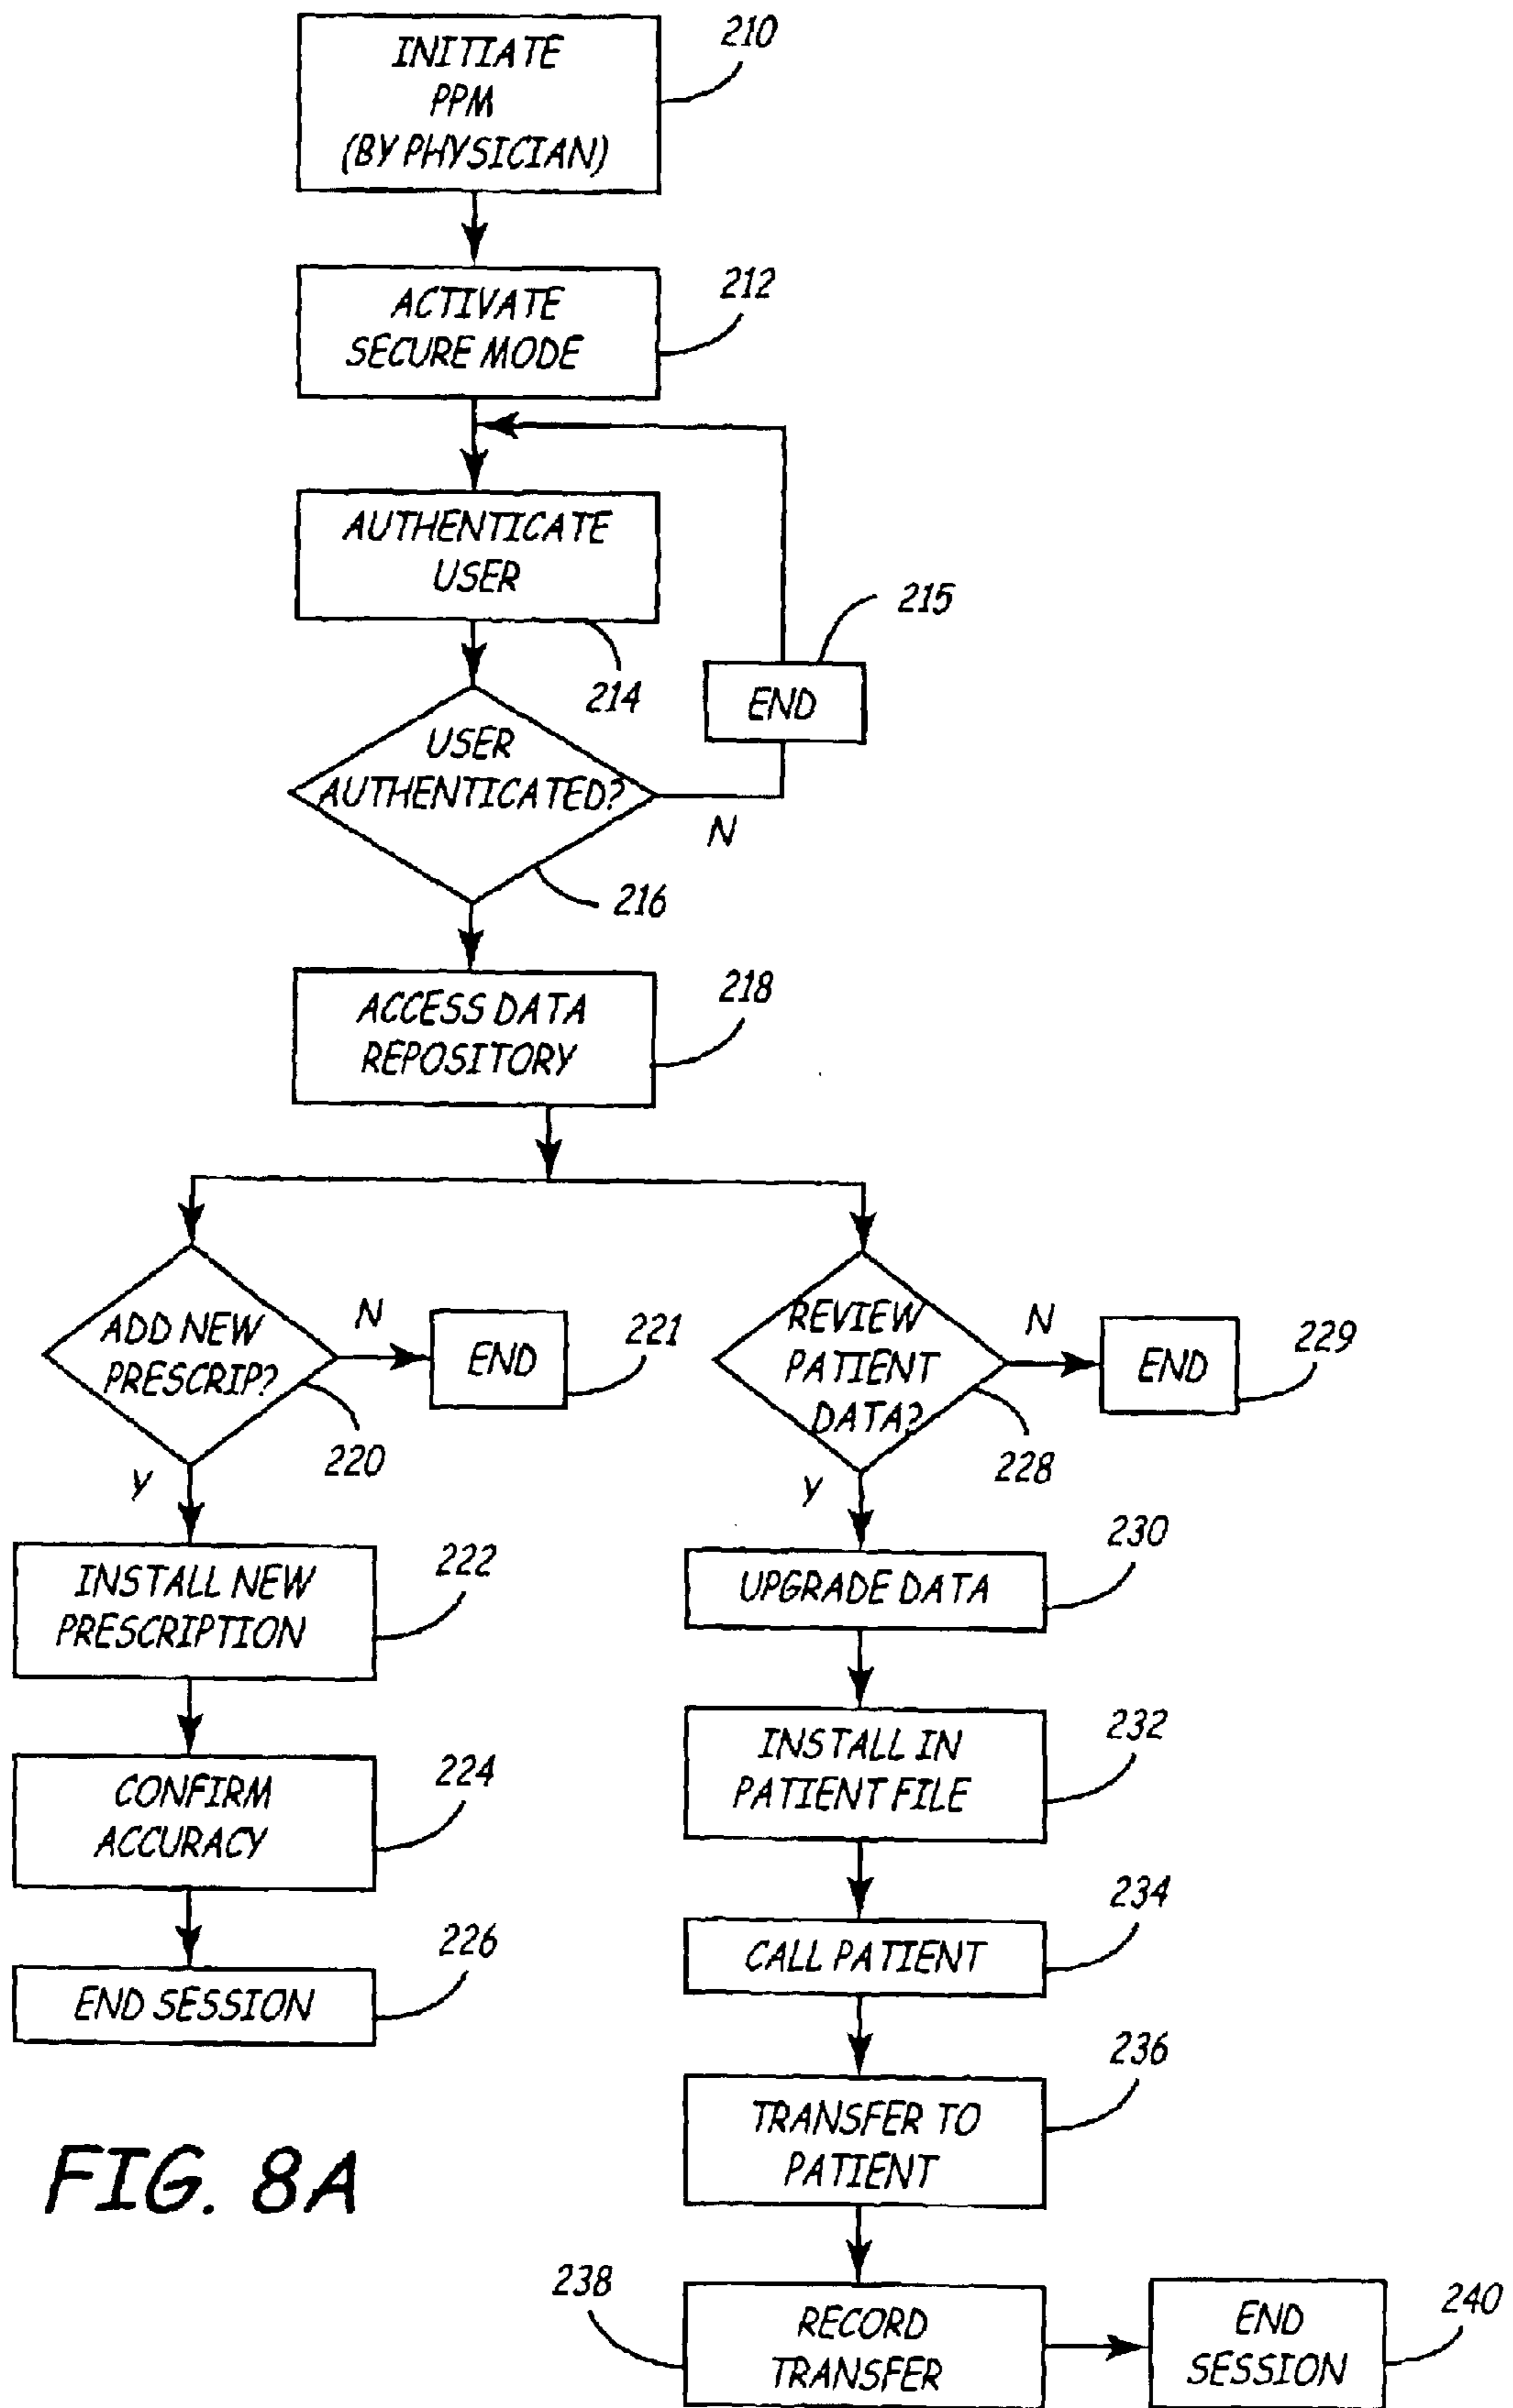 INITIATE
PPM
(BY PHYSICIAN)
210
ACTIVATE
SECURE MODE
212
AUTHENTICATE
USER
214
215
END
USER
AUTHENTICATED?
N
216
ACCESS DATA
REPOSITORY
218
ADD NEW
PRESCRIP?
N
END
221
220
Y
REVIEW
PATIENT
DATA?
N
END
229
228
Y
INSTALL NEW
PRESCRIPTION
222
CONFIRM
ACCURACY
224
END SESSION
226
UPGRADE DATA
230
INSTALL IN
PATIENT FILE
232
CALL PATIENT
234
TRANSFER TO
PATIENT
236
238
RECORD
TRANSFER
END
SESSION
240
FIG. 8A